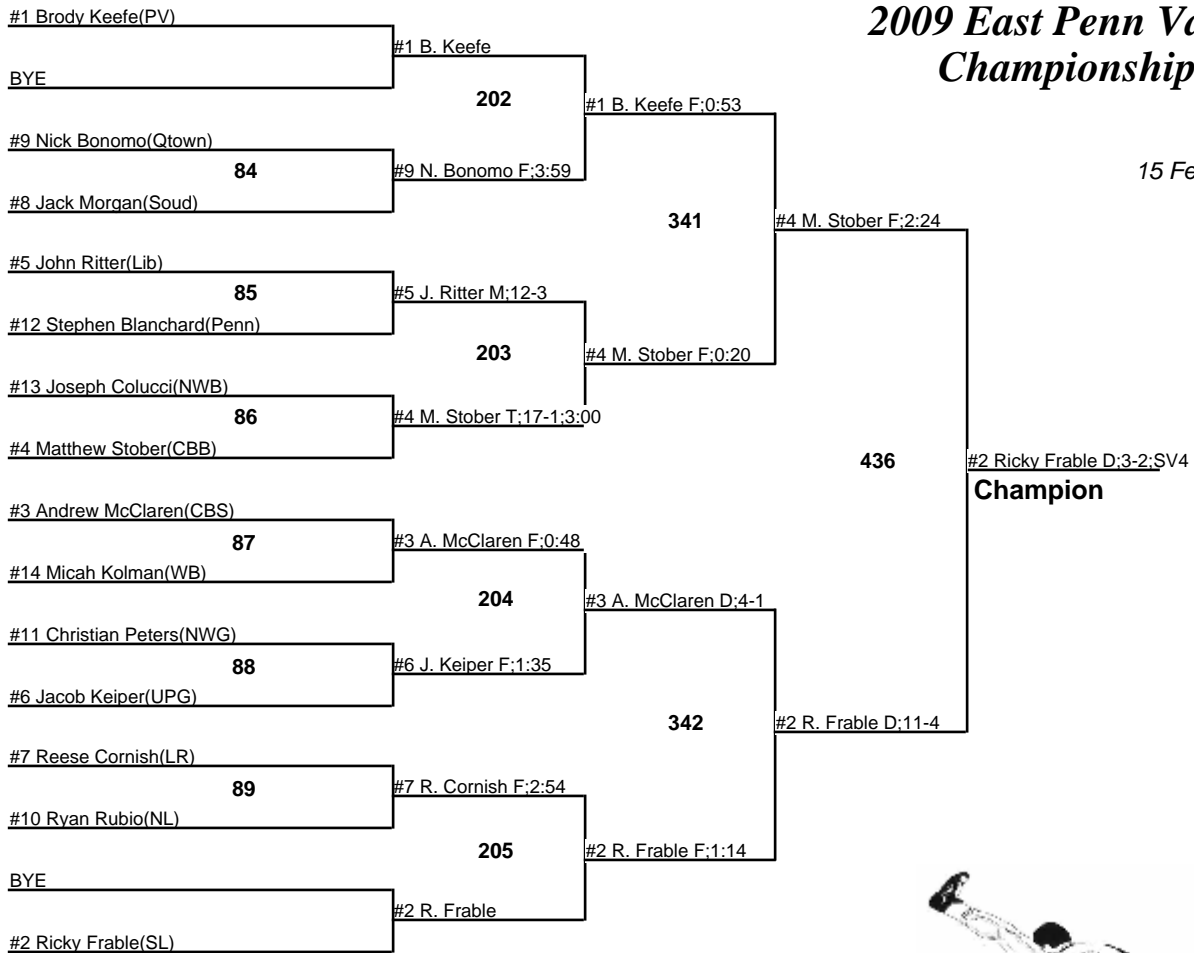 #1 Brody Keefe(PV)
2009 East Penn Va
Championship
#1 B. Keefe
BYE
202
#1 B. Keefe F;0:53
#9 Nick Bonomo(Qtown)
84
#9 N. Bonomo F;3:59
15 Fe
#8 Jack Morgan(Soud)
341
#4 M. Stober F;2:24
#5 John Ritter(Lib)
85
#5 J. Ritter M;12-3
#12 Stephen Blanchard(Penn)
203
#4 M. Stober F;0:20
#13 Joseph Colucci(NWB)
86
#4 M. Stober T;17-1;3:00
#4 Matthew Stober(CBB)
436
#2 Ricky Frable D;3-2;SV4
Champion
#3 Andrew McClaren(CBS)
87
#3 A. McClaren F;0:48
#14 Micah Kolman(WB)
204
#3 A. McClaren D;4-1
#11 Christian Peters(NWG)
88
#6 J. Keiper F;1:35
#6 Jacob Keiper(UPG)
342
#2 R. Frable D;11-4
#7 Reese Cornish(LR)
89
#7 R. Cornish F;2:54
#10 Ryan Rubio(NL)
205
#2 R. Frable F;1:14
BYE
#2 R. Frable
#2 Ricky Frable(SL)